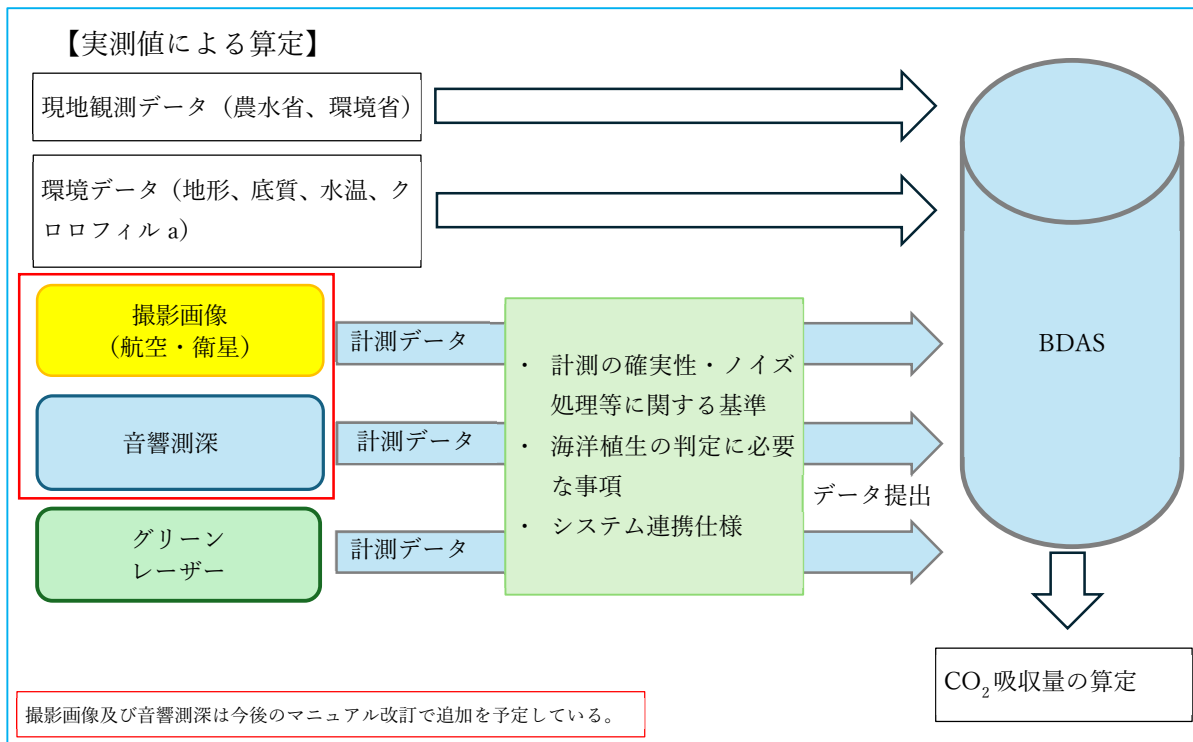 【実測値による算定】
現地観測データ（農水省、環境省）
環境データ（地形、底質、水温、ク
ロロフィル a）
撮影画像
（航空・衛星）
計測データ
音響測深
計測データ
グリーン
レーザー
計測データ
・ 計測の確実性・ノイズ
処理等に関する基準
・ 海洋植生の判定に必要
な事項
・ システム連携仕様
データ提出
BDAS
CO₂吸収量の算定
撮影画像及び音響測深は今後のマニュアル改訂で追加を予定している。